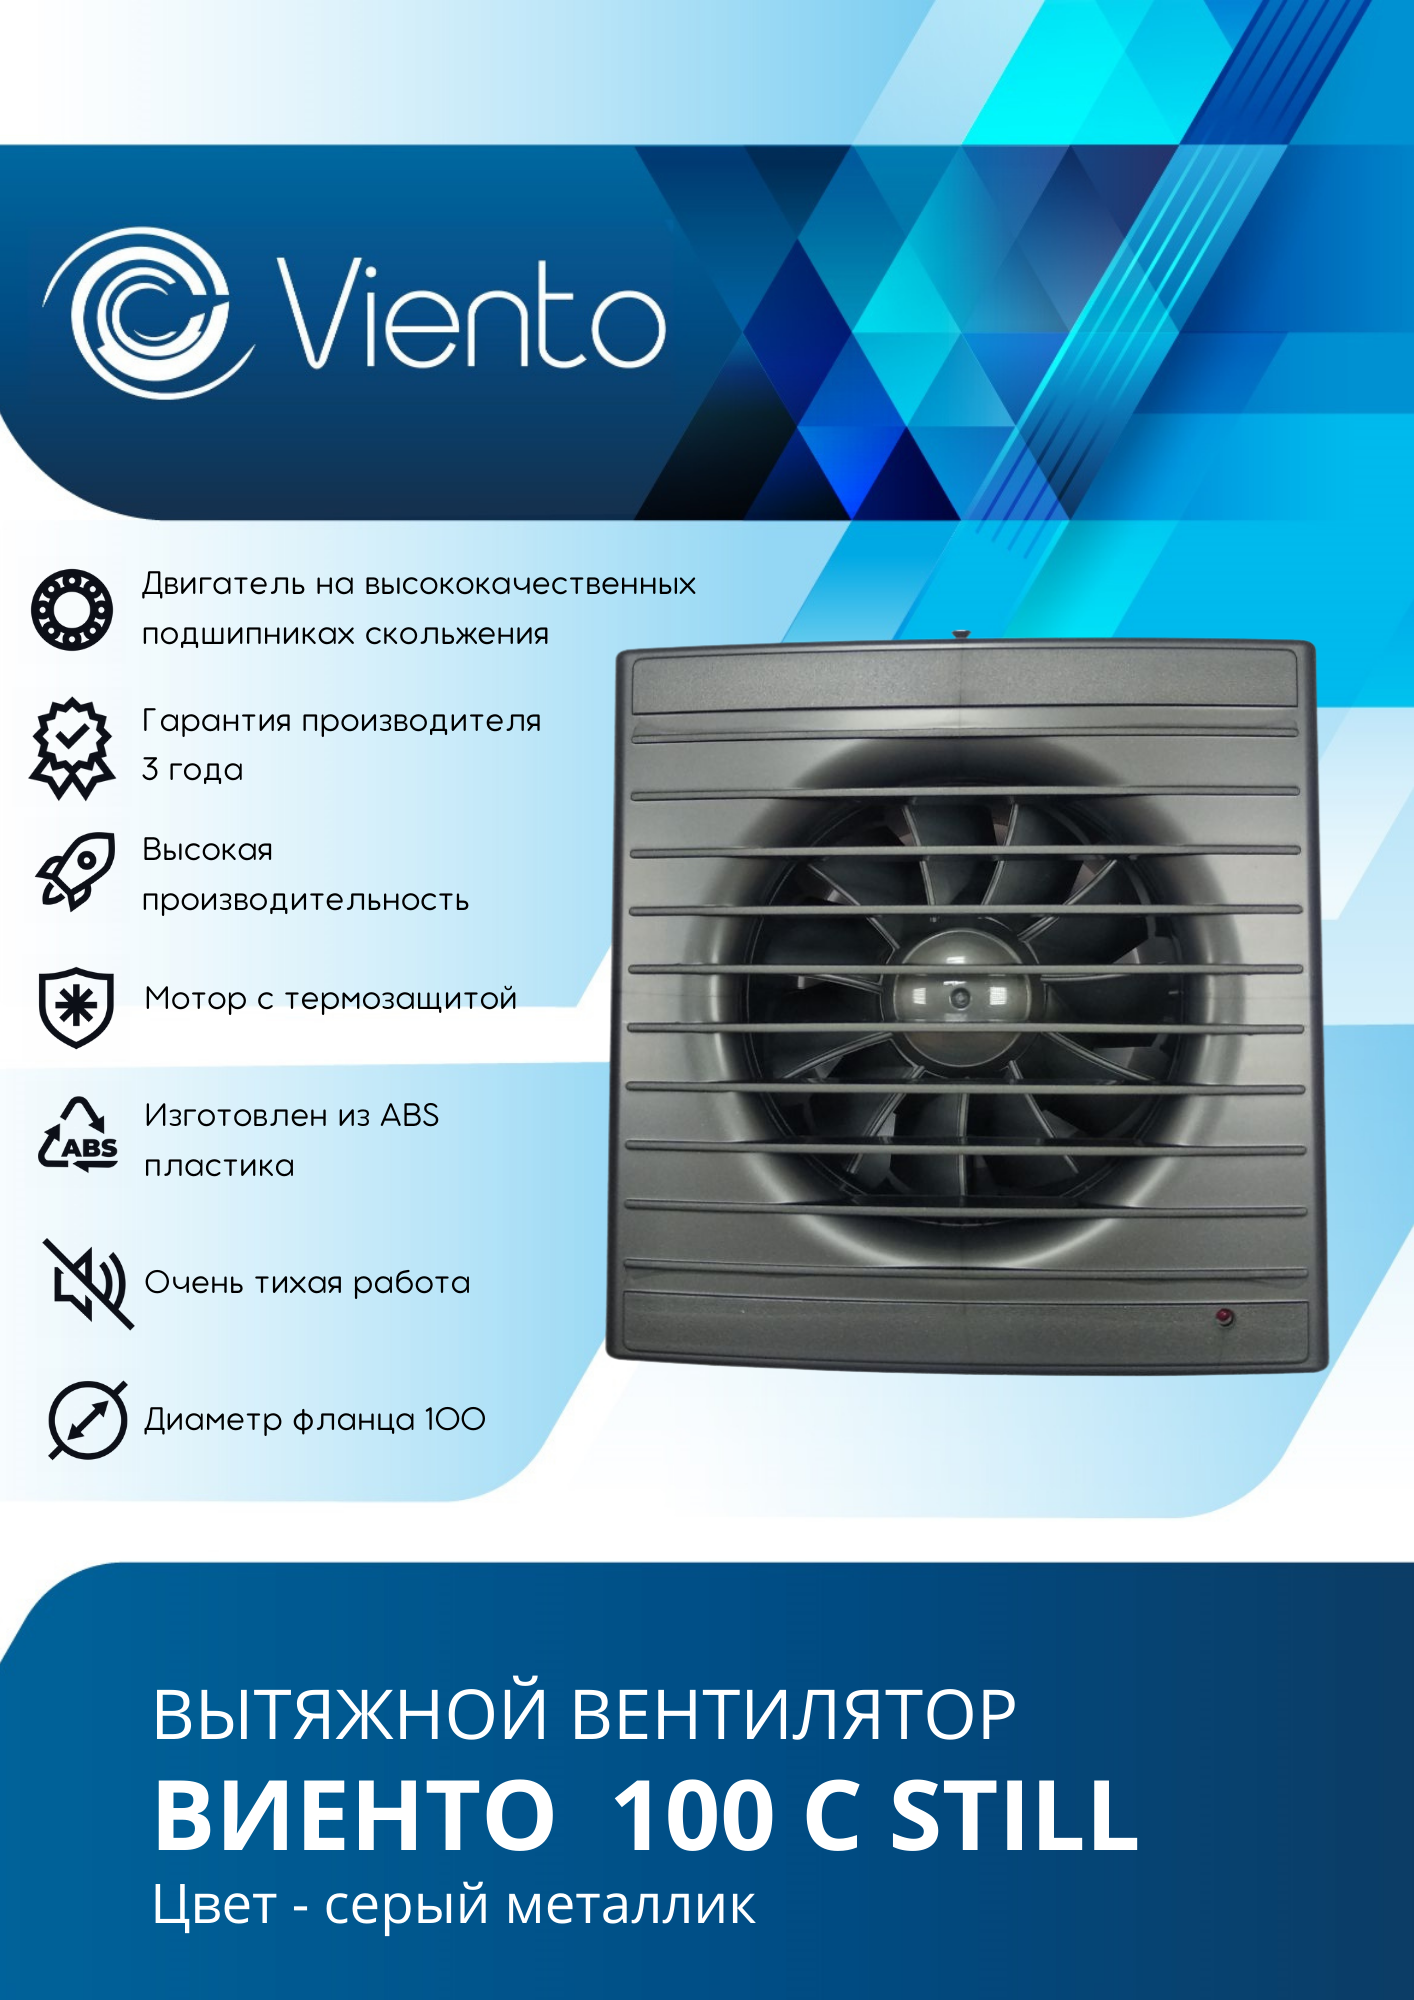 Viento
Двигатель на высококачественных
подшипниках скольжения
Гарантия производителя
3 года
Высокая
производительность
Мотор с термозащитой
Изготовлен из ABS
пластика
ABS
Очень тихая работа
Диаметр фланца 100
ВЫТЯЖНОЙ ВЕНТИЛЯТОР
ВИЕНТО 100 С STILL
Цвет - серый металлик